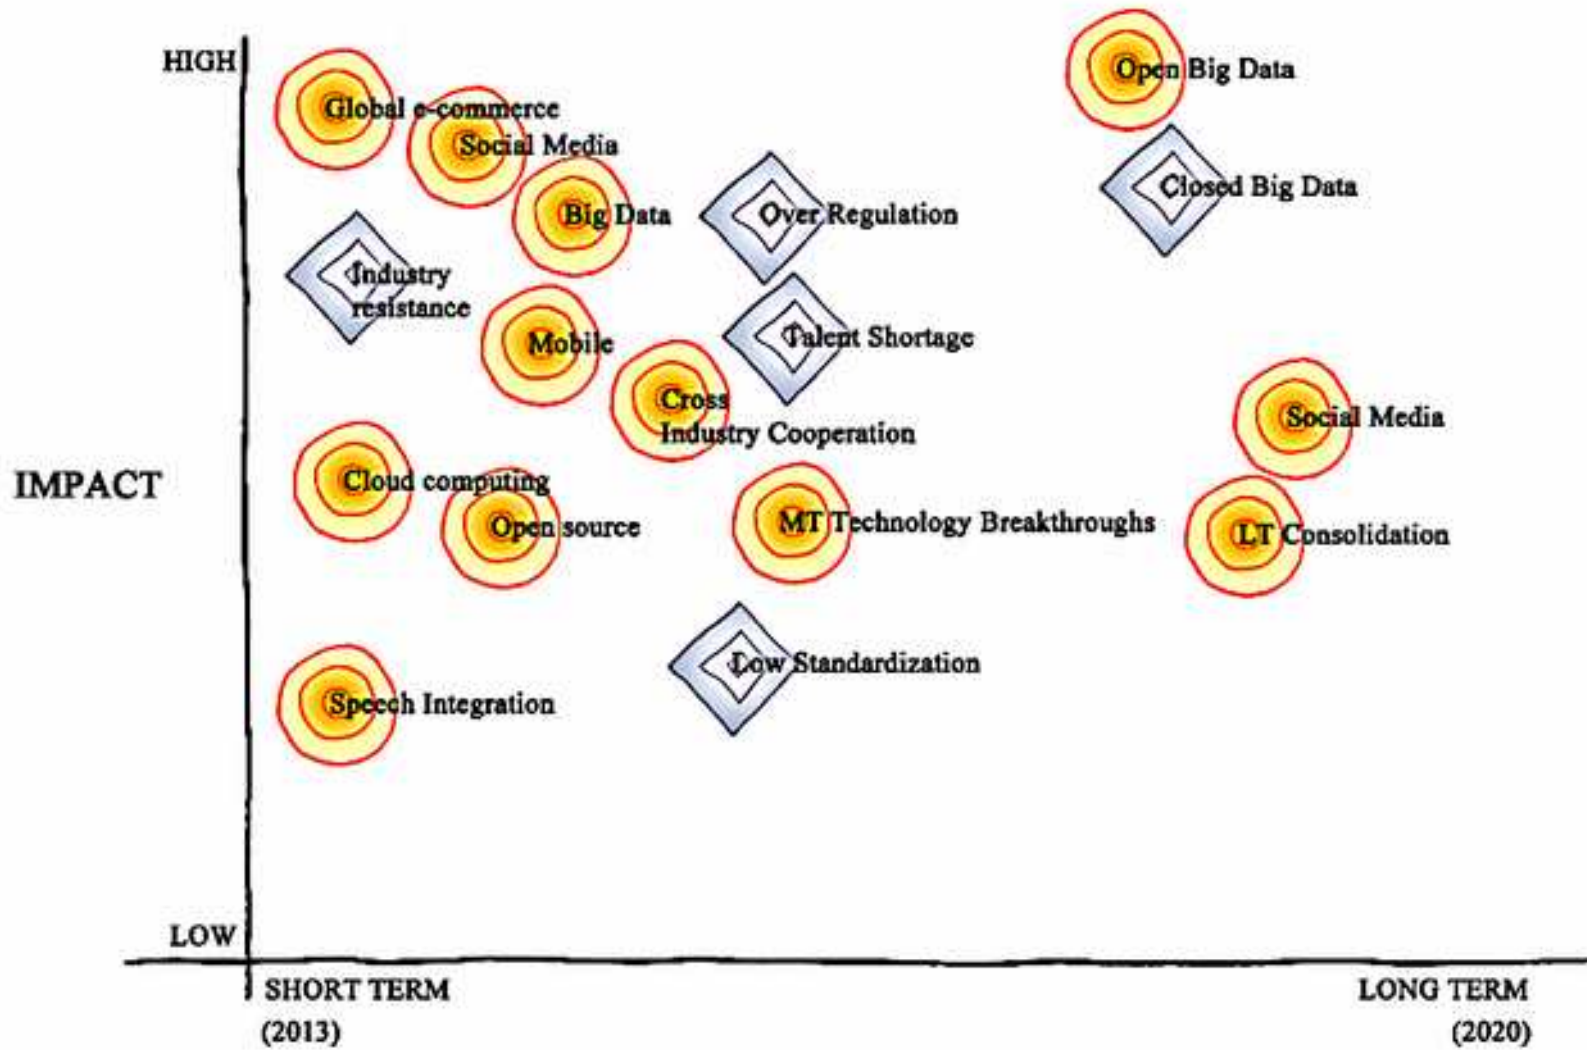 HIGH
Open Big Data
Global e-commerce
Social Media
Closed Big Data
Big Data
Over Regulation
Industry
resistance
Talent Shortage
Mobile
Cross
Industry Cooperation
Social Media
IMPACT
Cloud computing
Open source
MT Technology Breakthroughs
LT Consolidation
Low Standardization
Speech Integration
LOW
SHORT TERM
(2013)
LONG TERM
(2020)